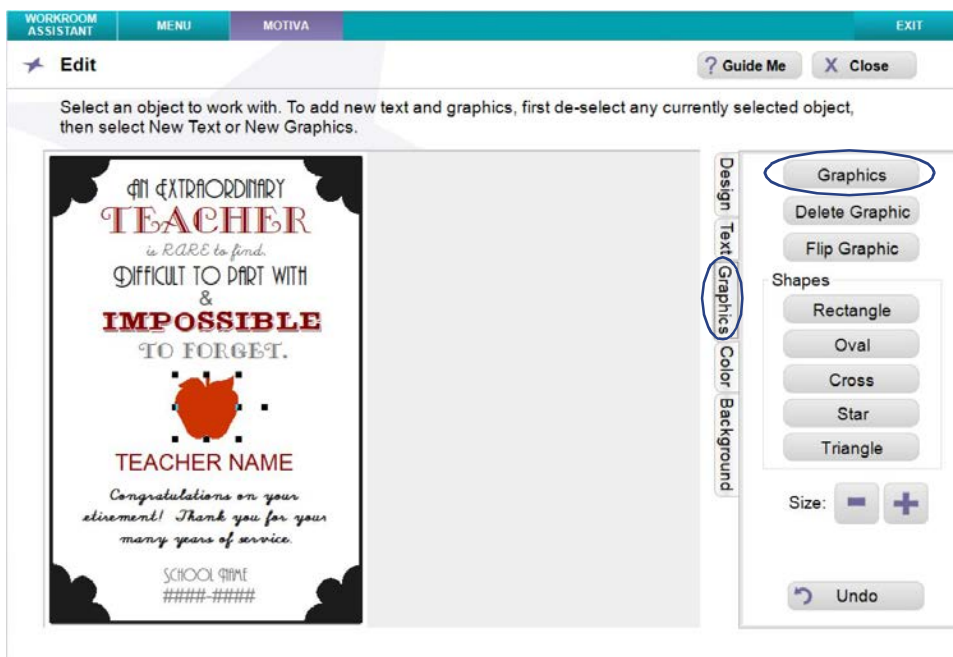 WORKROOM
ASSISTANT
MENU
MOTIVA
EXIT
Edit
? Guide Me
X Close
Select an object to work with. To add new text and graphics, first de-select any currently selected object,
then select New Text or New Graphics.
AN EXTRAORDINARY
TEACHER
is RARE to find.
DIFFICULT TO PART WITH
&
IMPOSSIBLE
TO FORGET.
TEACHER NAME
Congratulations on your
etirement! Thank you for your
many years of service.
SCHOOL NAME
####-####
Design
Text
Graphics
Color
Background
Graphics
Delete Graphic
Flip Graphic
Shapes
Rectangle
Oval
Cross
Star
Triangle
Size:
Undo